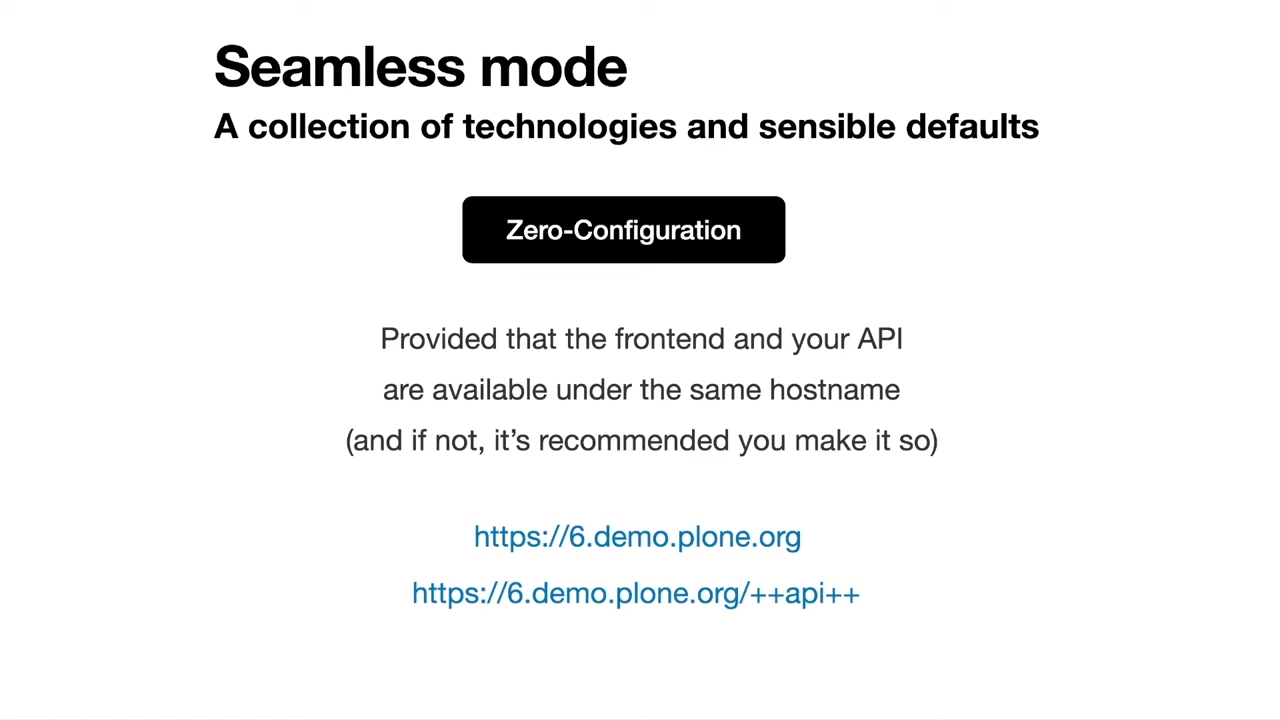 Seamless mode
A collection of technologies and sensible defaults
Zero-Configuration
Provided that the frontend and your API
are available under the same hostname
(and if not, it’s recommended you make it so)
https://6.demo.plone.org
https://6.demo.plone.org/++api++